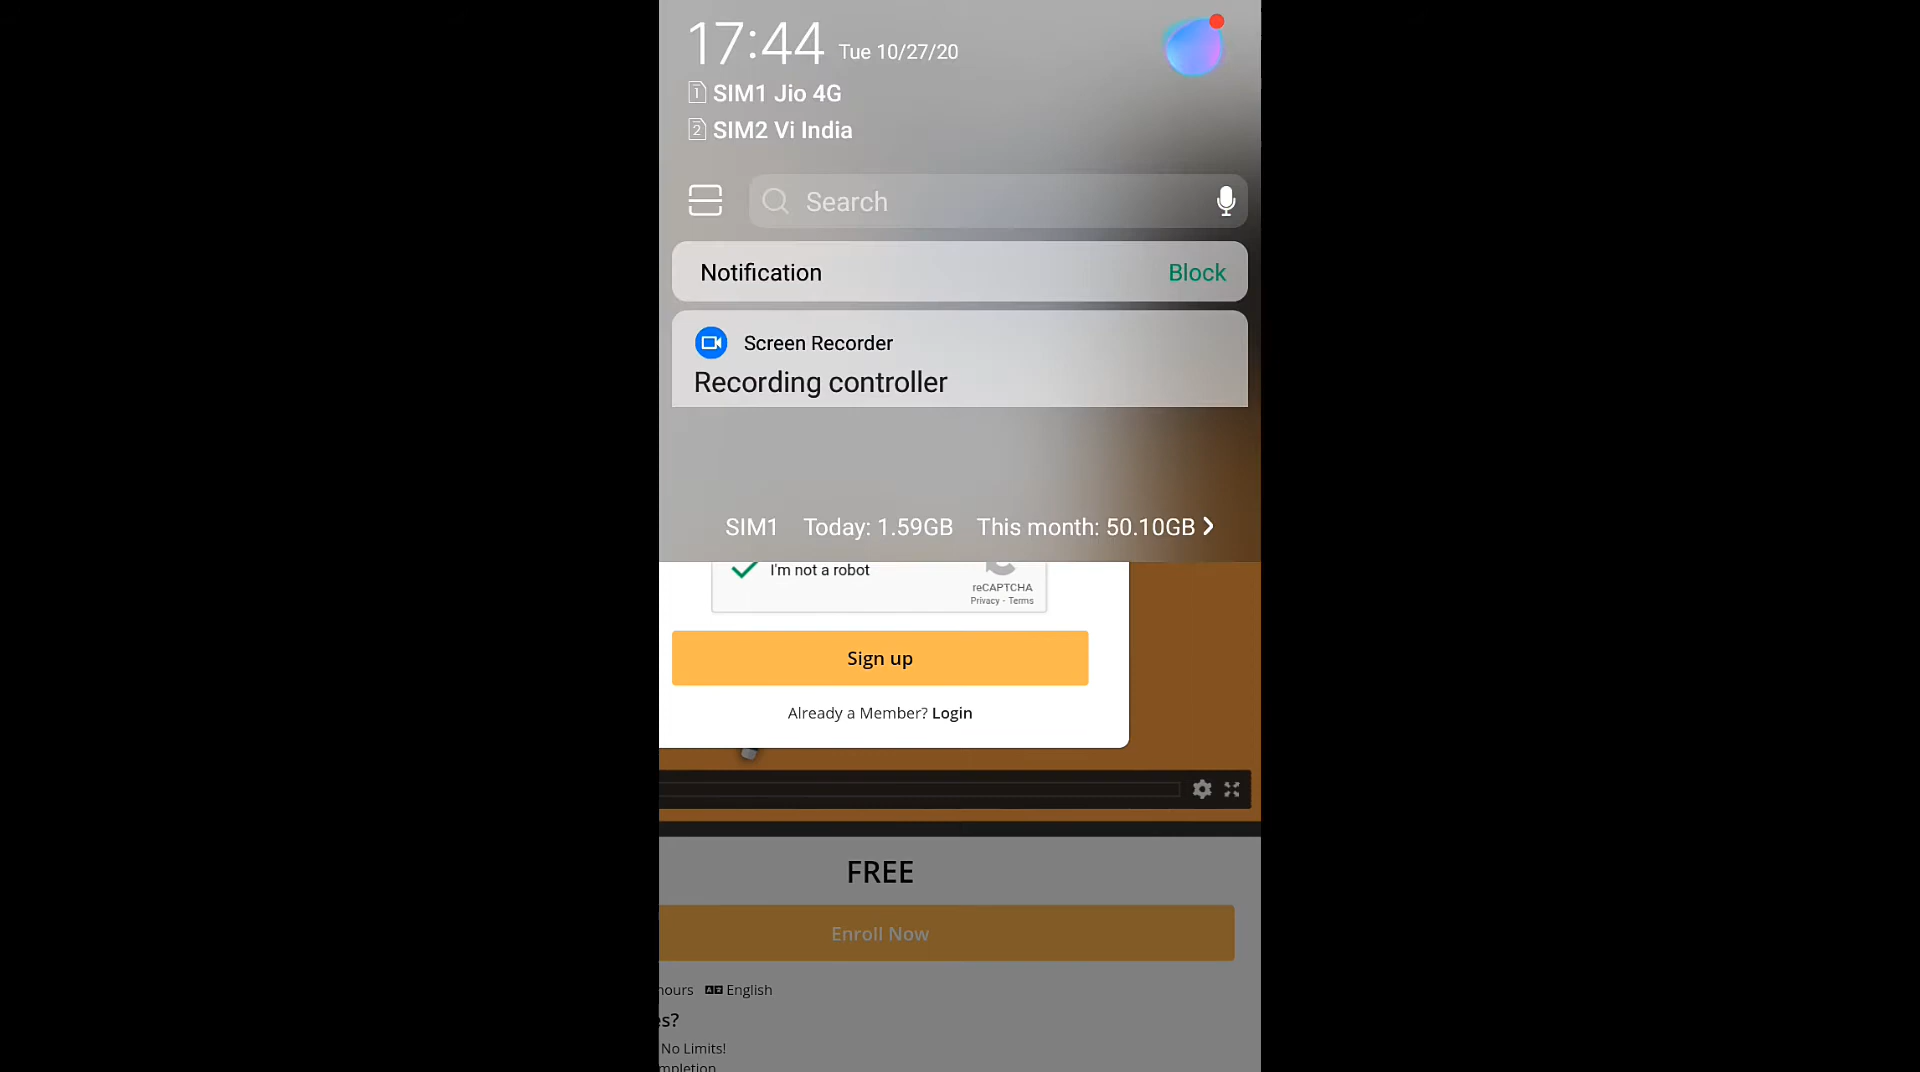 17:44 Tue 10/27/20
1 SIM1 Jio 4G
2 SIM2 Vi India
Search
Notification Block
Screen Recorder
Recording controller
SIM1 Today: 1.59GB This month: 50.10GB
I'm not a robot
reCAPTCHA
Privacy - Terms
Sign up
Already a Member? Login
FREE
Enroll Now
English
No Limits!